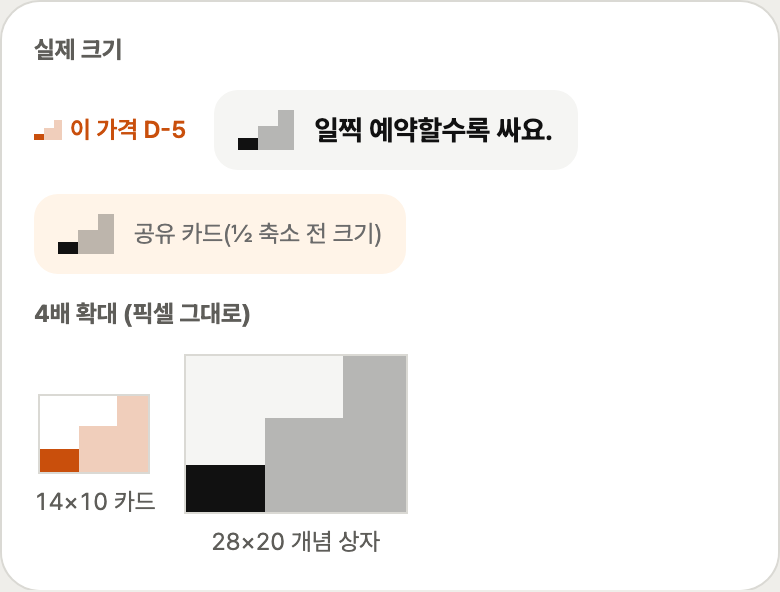 실제 크기
이 가격 D-5
일찍 예약할수록 싸요.
공유 카드(½ 축소 전 크기)
4배 확대 (픽셀 그대로)
14×10 카드
28×20 개념 상자